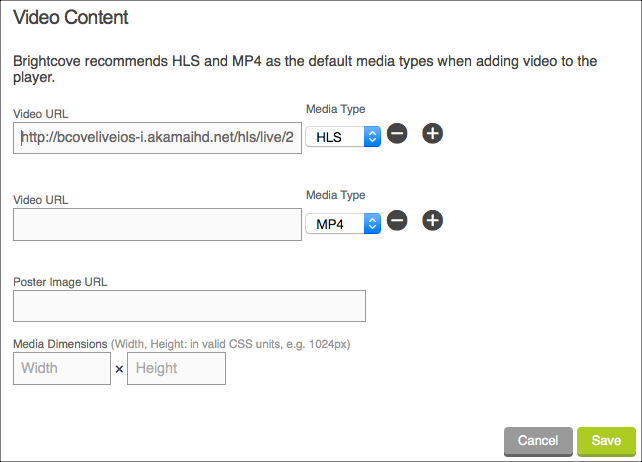 Video Content
Brightcove recommends HLS and MP4 as the default media types when adding video to the
player.
Video URL
Media Type
http://bcoveliveios-i.akamaihd.net/hls/live/2
HLS
Video URL
Media Type
MP4
Poster Image URL
Media Dimensions (Width, Height: in valid CSS units, e.g. 1024px)
Width × Height
Cancel Save